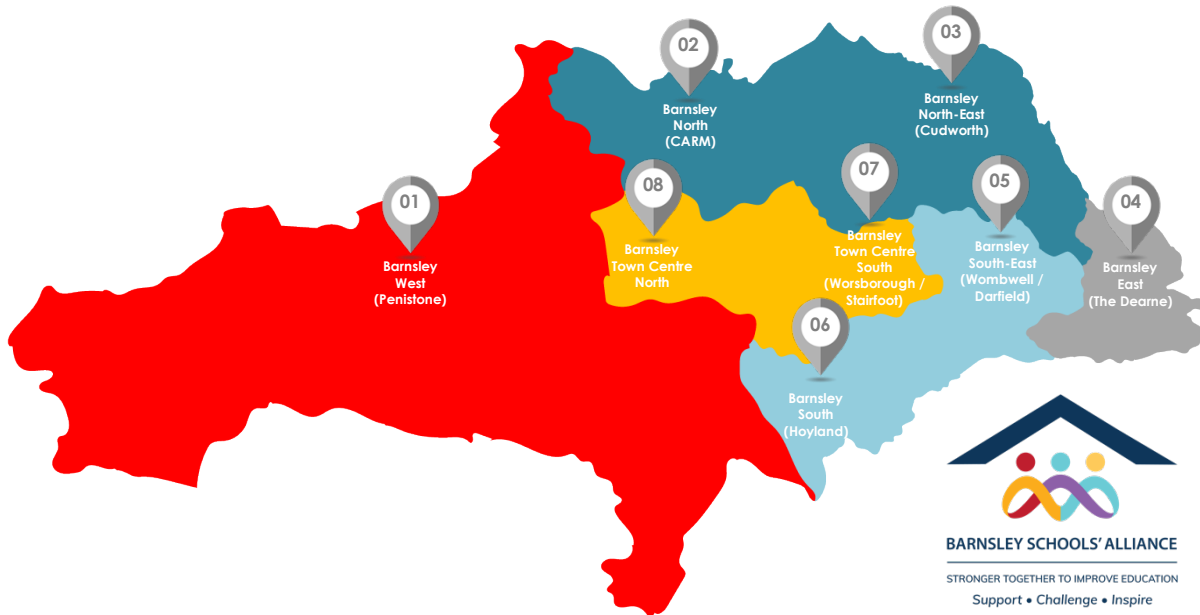 01
Barnsley
West
(Penistone)
02
Barnsley
North
(CARM)
03
Barnsley
North-East
(Cudworth)
04
Barnsley
East
(The Dearne)
05
Barnsley
South-East
(Wombwell /
Darfield)
06
Barnsley
South
(Hoyland)
07
Barnsley
Town Centre
South
(Worsborough /
Stairfoot)
08
Barnsley
Town Centre
North
BARNSLEY SCHOOLS' ALLIANCE
STRONGER TOGETHER TO IMPROVE EDUCATION
Support • Challenge • Inspire